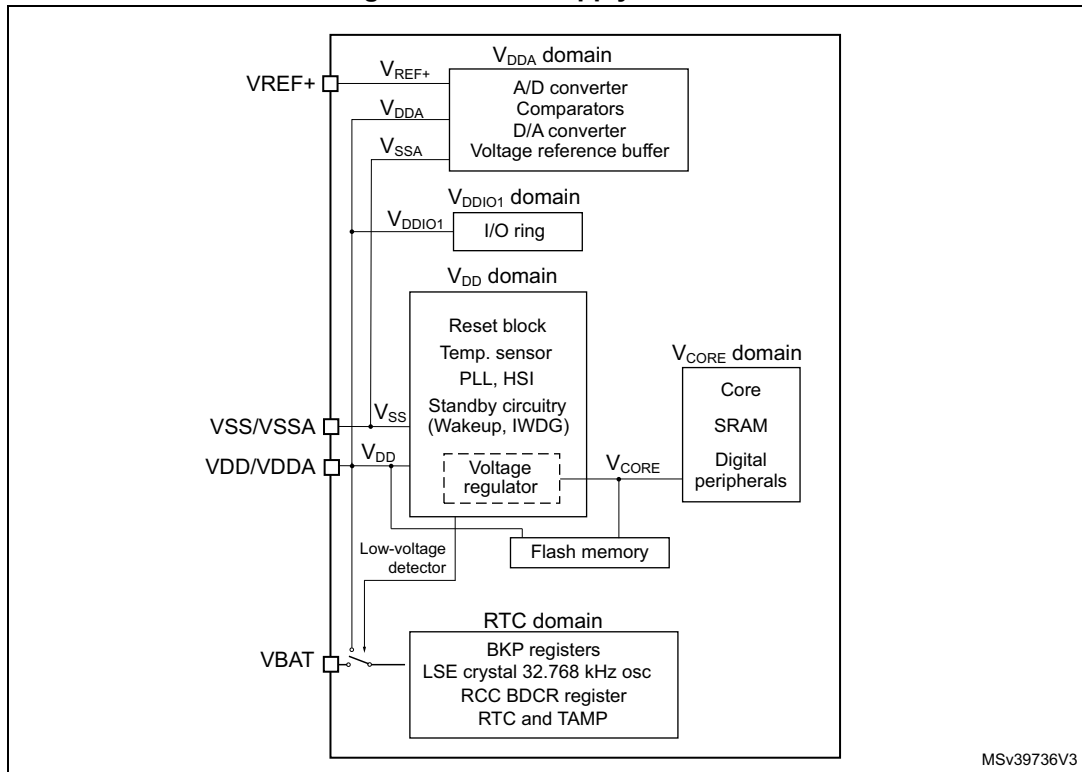 VREF+
VREF+
VDDA domain
A/D converter
Comparators
D/A converter
Voltage reference buffer
VDDA
VSSA
VDDIO1 domain
VDDIO1
I/O ring
VDD domain
Reset block
Temp. sensor
PLL, HSI
Standby circuitry
(Wakeup, IWDG)
Voltage
regulator
VSS/VSSA
VSS
VDD/VDDA
VDD
VCORE
VCORE domain
Core
SRAM
Digital
peripherals
Flash memory
Low-voltage
detector
VBAT
RTC domain
BKP registers
LSE crystal 32.768 kHz osc
RCC BDCR register
RTC and TAMP
MSv39736V3